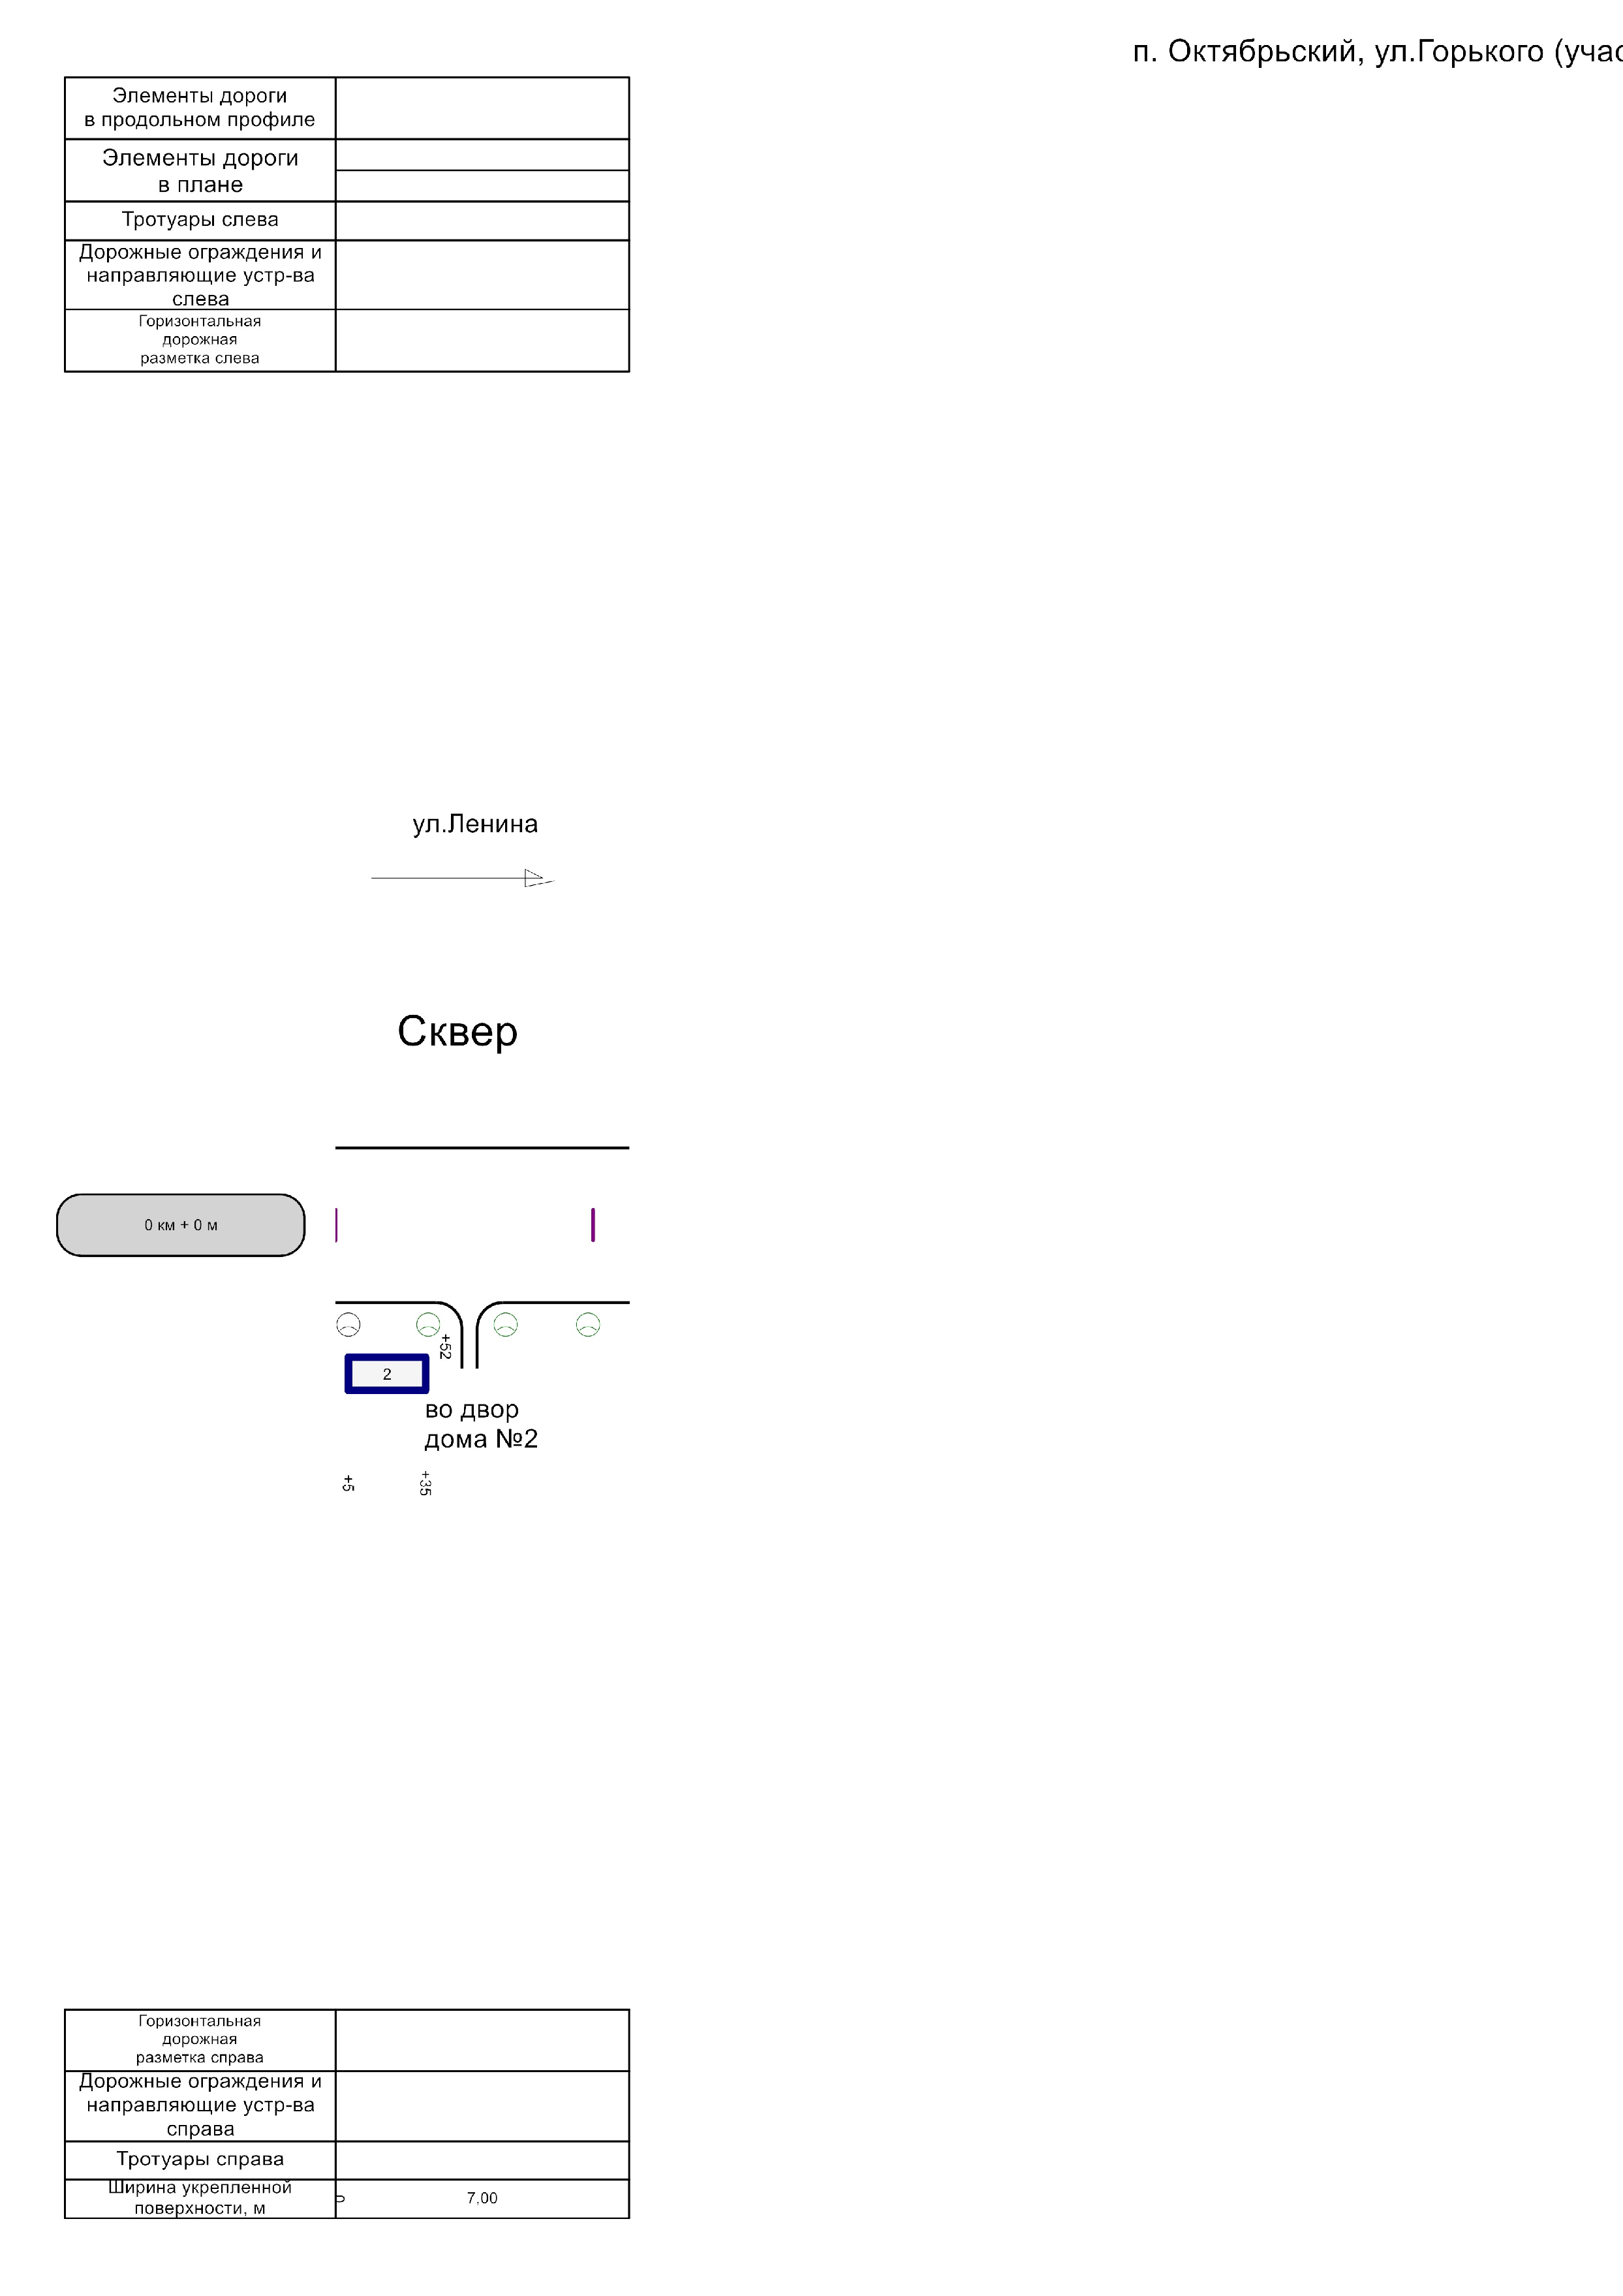 п. Октябрьский, ул.Горького (учас
Элементы дороги
в продольном профиле
Элементы дороги
в плане
Тротуары слева
Дорожные ограждения и
направляющие устр-ва
слева
Горизонтальная
дорожная
разметка слева
ул.Ленина
Сквер
0 км + 0 м
+52
2
во двор
дома №2
+5
+35
Горизонтальная
дорожная
разметка справа
Дорожные ограждения и
направляющие устр-ва
справа
Тротуары справа
Ширина укрепленной
поверхности, м
7,00